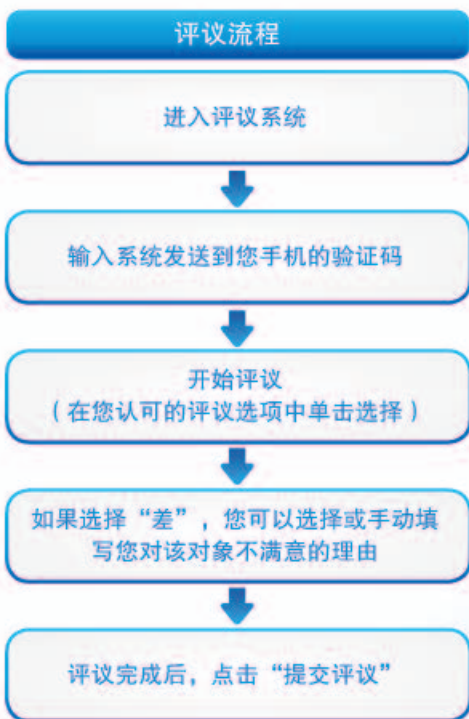 评议流程
进入评议系统
输入系统发送到您手机的验证码
开始评议
（在您认可的评议选项中单击选择）
如果选择“差”，您可以选择或手动填
写您对该对象不满意的理由
评议完成后，点击“提交评议”